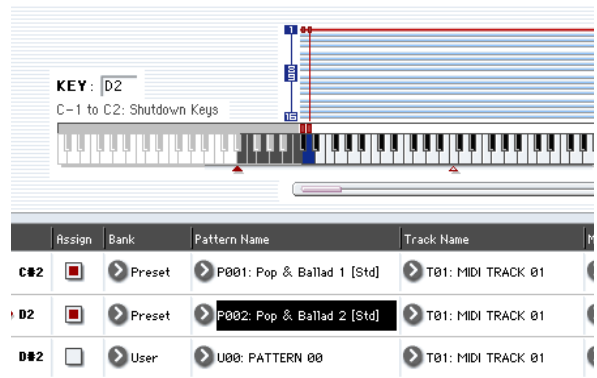 1
8
9
16
KEY: D2
C-1 to C2: Shutdown Keys
Assign Bank Pattern Name Track Name M
C#2 Preset P001: Pop & Ballad 1 [Std] T01: MIDI TRACK 01
D2 Preset P002: Pop & Ballad 2 [Std] T01: MIDI TRACK 01
D#2 User U00: PATTERN 00 T01: MIDI TRACK 01